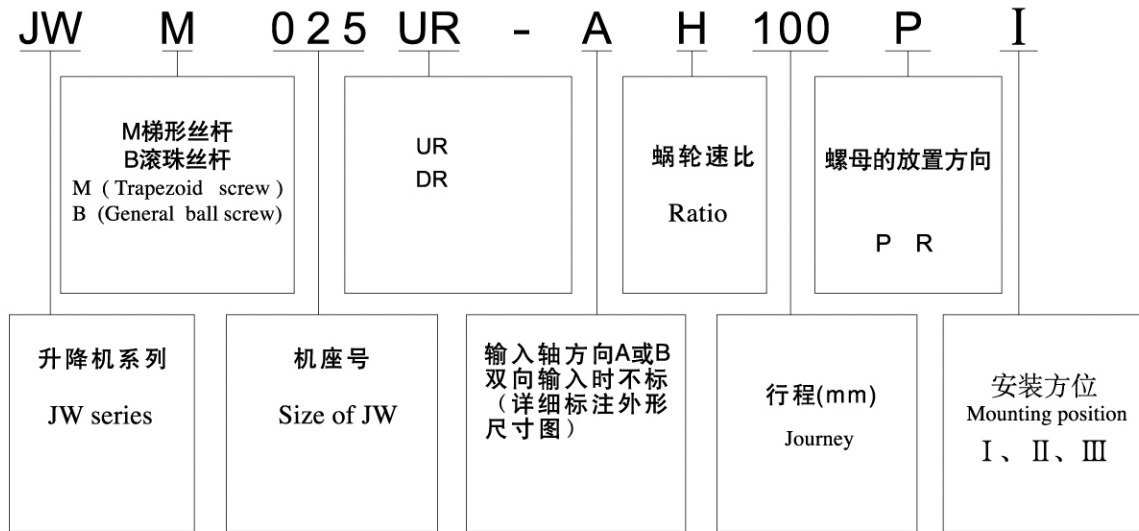 JW M 025 UR - A H 100 P I
M梯形丝杆
B滚珠丝杆
M ( Trapezoid screw )
B (General ball screw)
UR
DR
蜗轮速比
Ratio
螺母的放置方向
P R
升降机系列
JW series
机座号
Size of JW
输入轴方向A或B
双向输入时不标
（详细标注外形
尺寸图）
行程(mm)
Journey
安装方位
Mounting position
Ⅰ、Ⅱ、Ⅲ